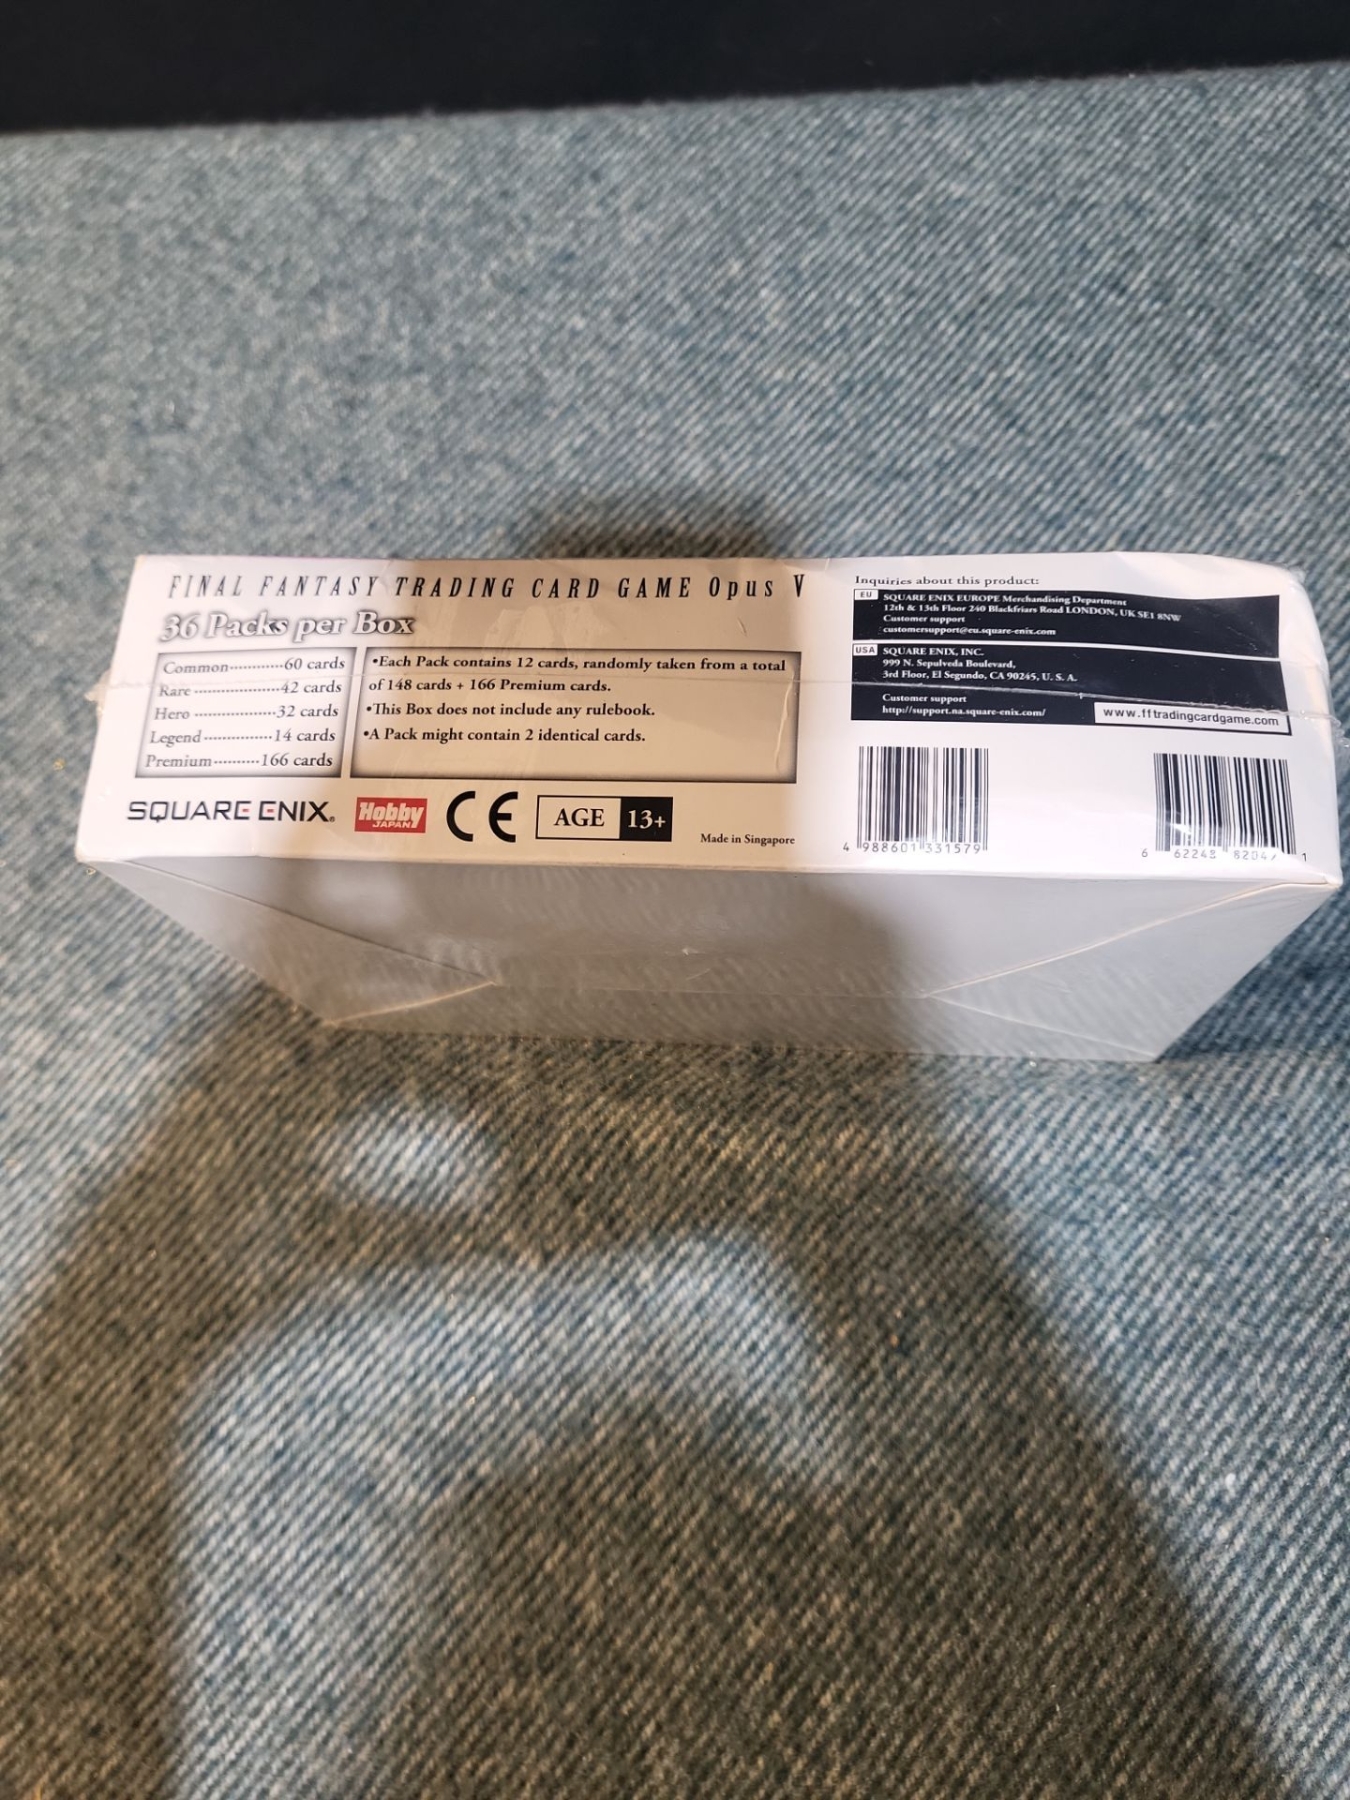 FINAL FANTASY TRADING CARD GAME Opus V
36 Packs per Box
Common············60 cards
Rare·····················42 cards
Hero····················32 cards
Legend················14 cards
Premium··········166 cards
•Each Pack contains 12 cards, randomly taken from a total
of 148 cards + 166 Premium cards.
•This Box does not include any rulebook.
•A Pack might contain 2 identical cards.
SQUARE ENIX®
Hobby
JAPAN
CE
AGE 13+
Made in Singapore
Inquiries about this product:
EU SQUARE ENIX EUROPE Merchandising Department
12th & 13th Floor 240 Blackfriars Road LONDON, UK SE1 8NW
Customer support
customersupport@eu.square-enix.com
USA SQUARE ENIX, INC.
999 N. Sepulveda Boulevard,
3rd Floor, El Segundo, CA 90245, U. S. A.
Customer support
http://support.na.square-enix.com/
www.fftradingcardgame.com
4 988601 331579
6 62248 82047 1